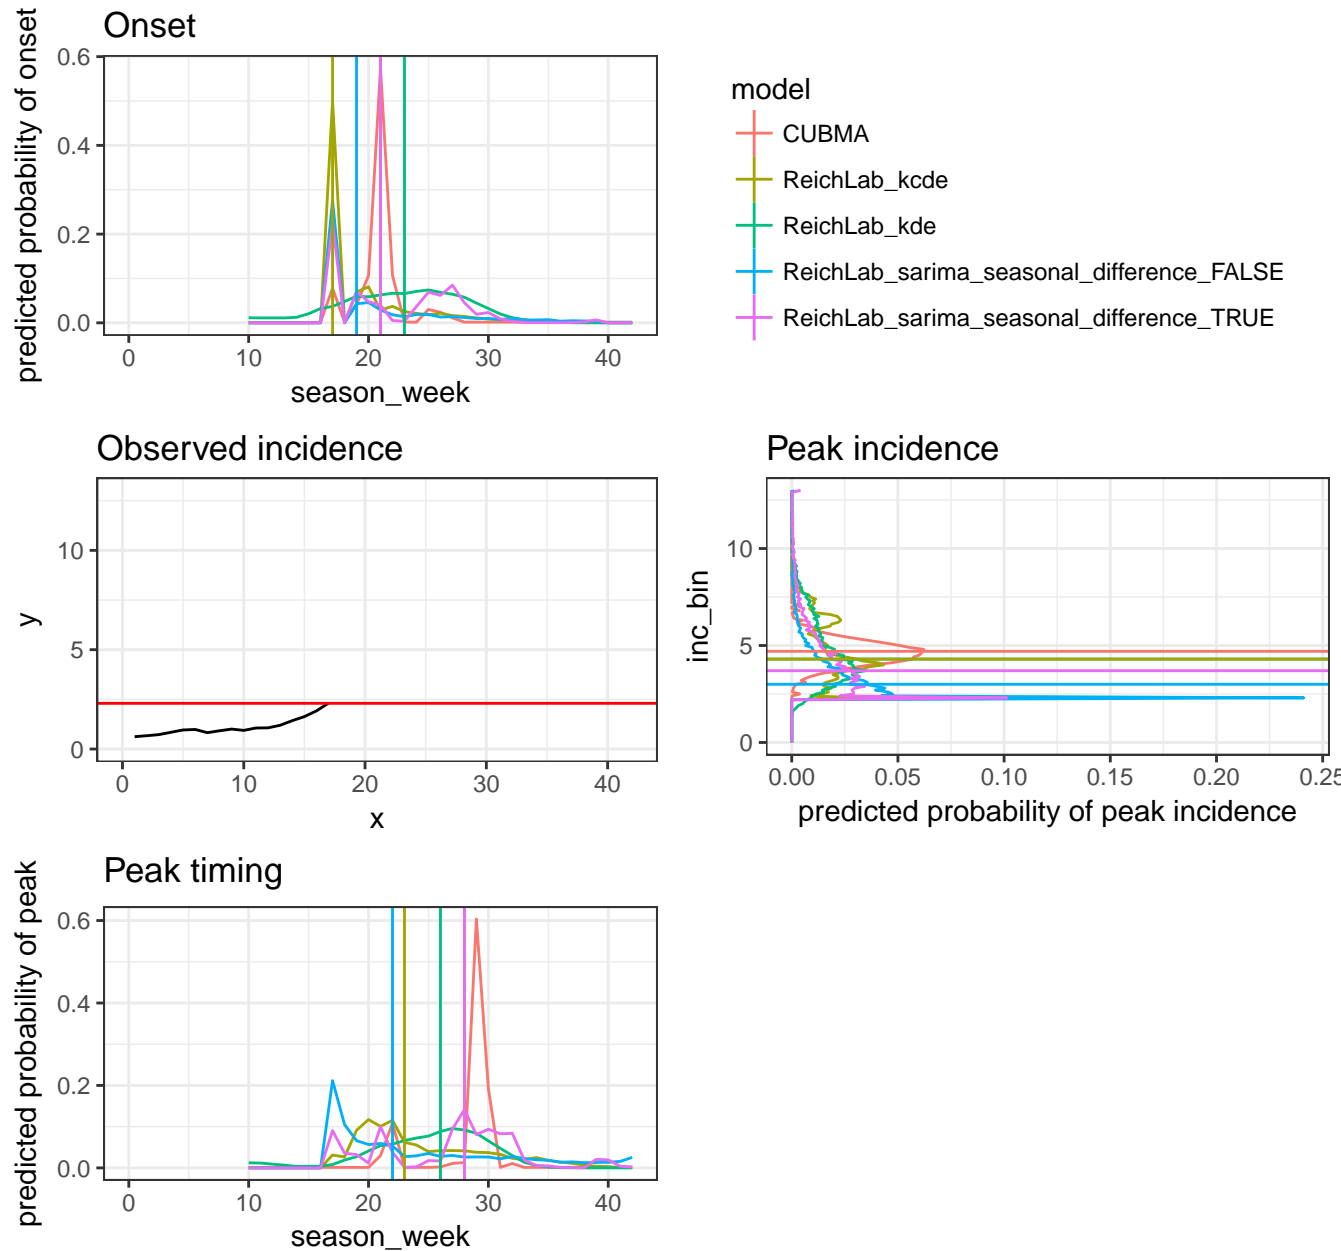 Onset
predicted probability of onset
0.6
0.4
0.2
0.0
0 10 20 30 40
season_week
model
CUBMA
ReichLab_kcde
ReichLab_kde
ReichLab_sarima_seasonal_difference_FALSE
ReichLab_sarima_seasonal_difference_TRUE
Observed incidence
y
10
5
0
0 10 20 30 40
x
Peak incidence
inc_bin
10
5
0
0.00 0.05 0.10 0.15 0.20 0.25
predicted probability of peak incidence
Peak timing
predicted probability of peak
0.6
0.4
0.2
0.0
0 10 20 30 40
season_week